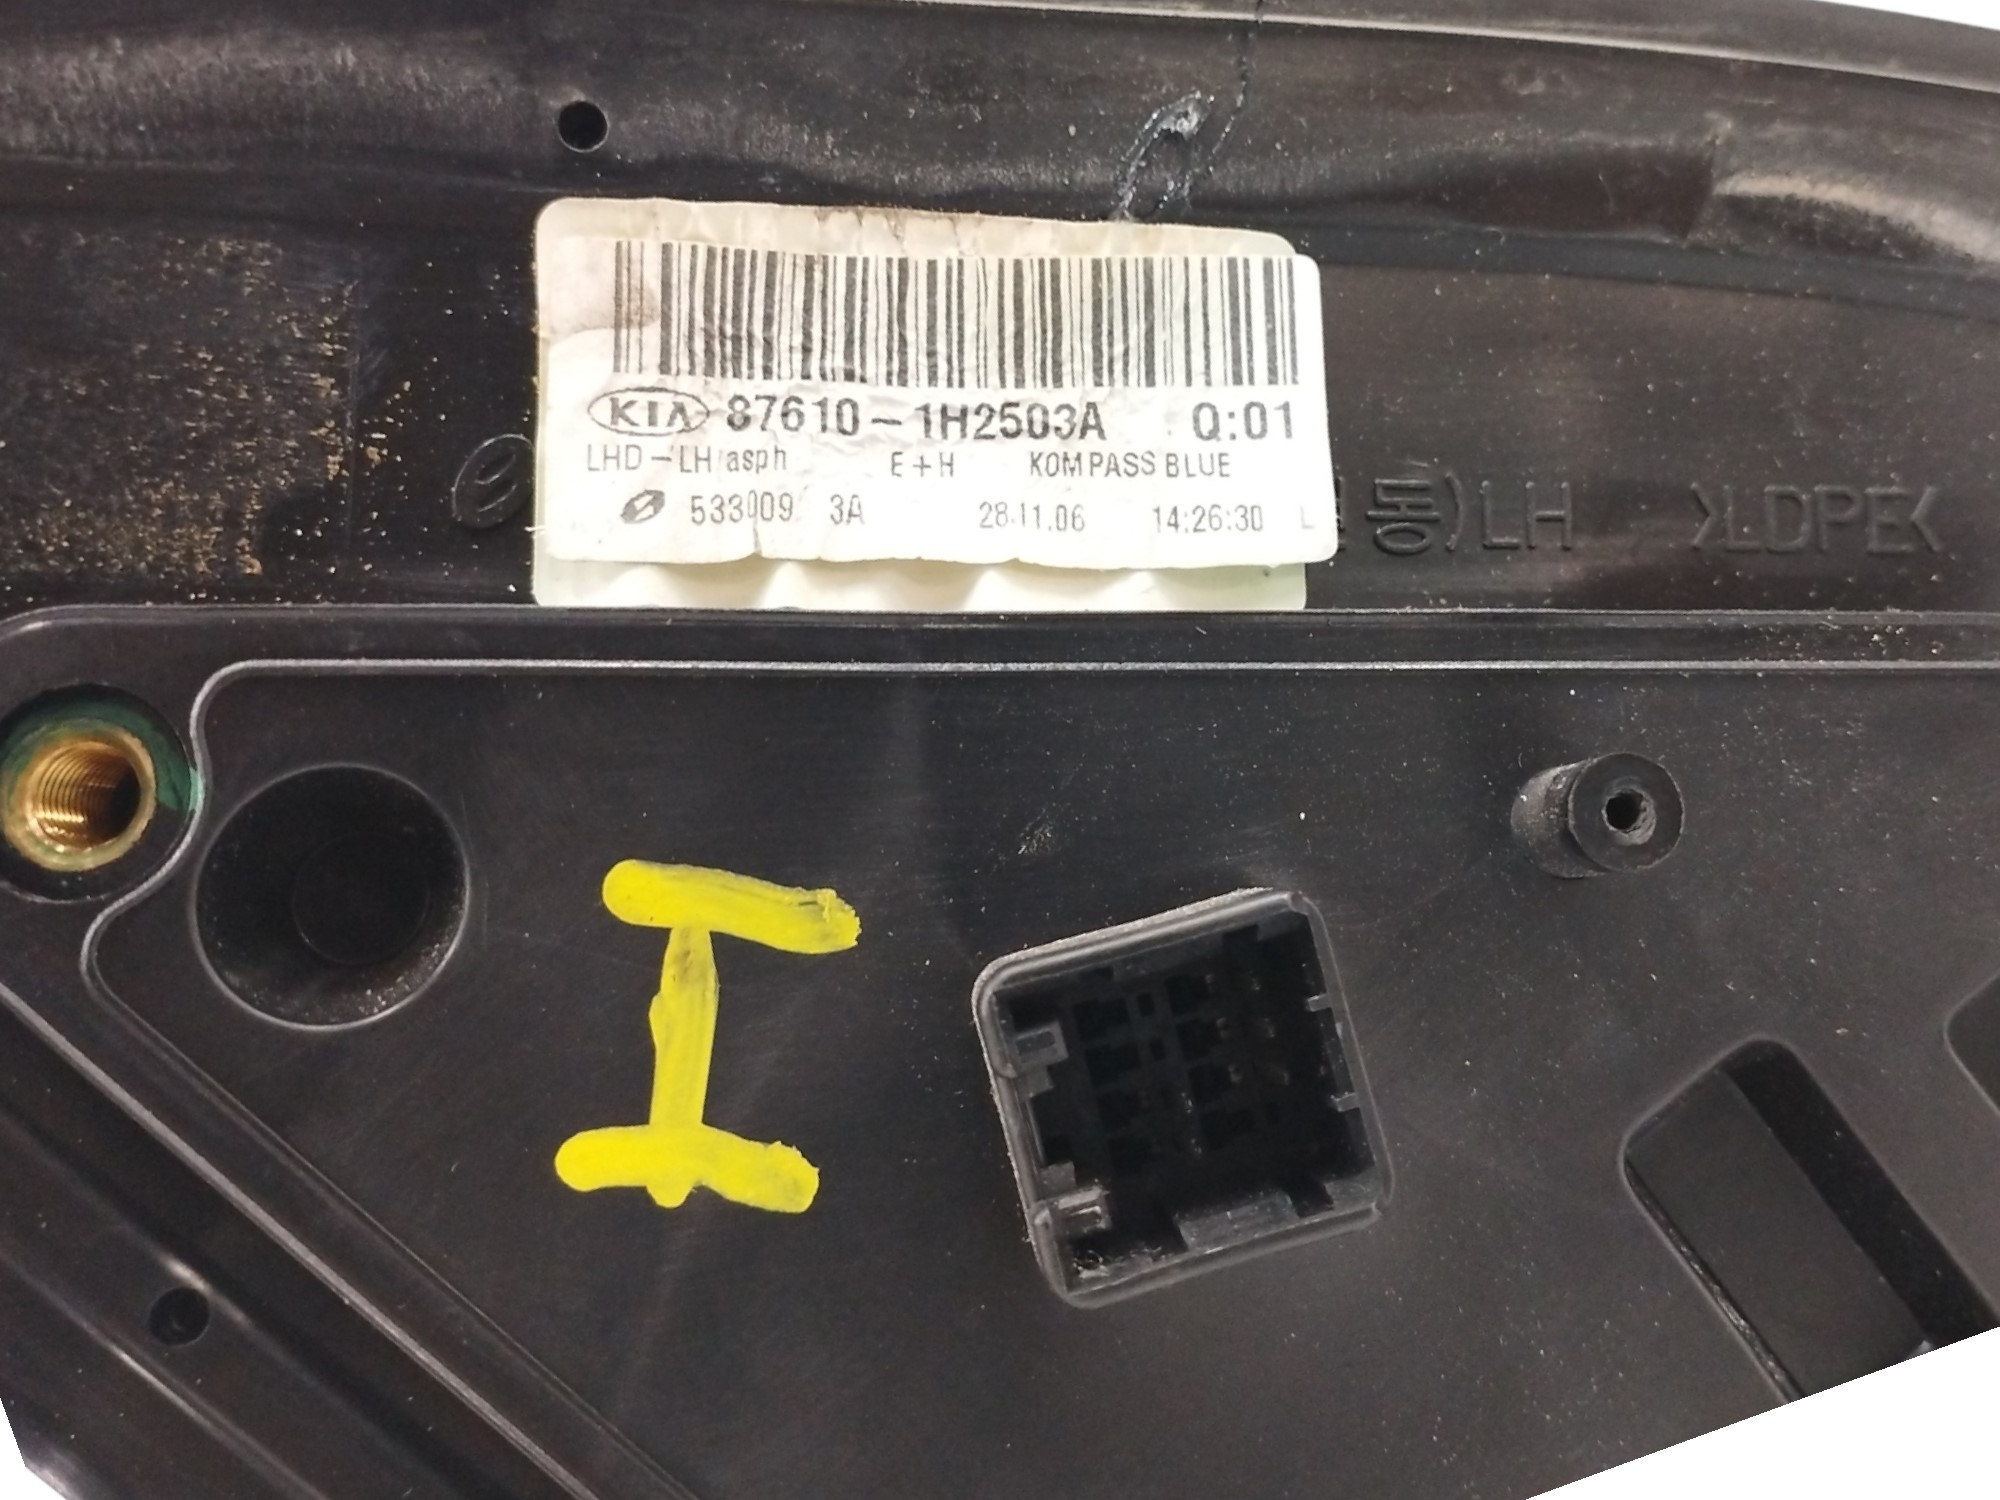 KIA 87610-1H2503A Q:01
LHD-LH asph E+H KOMPASS BLUE
533009 3A 28.11.06 14:26:30 L
동)LH >LDPE<
I